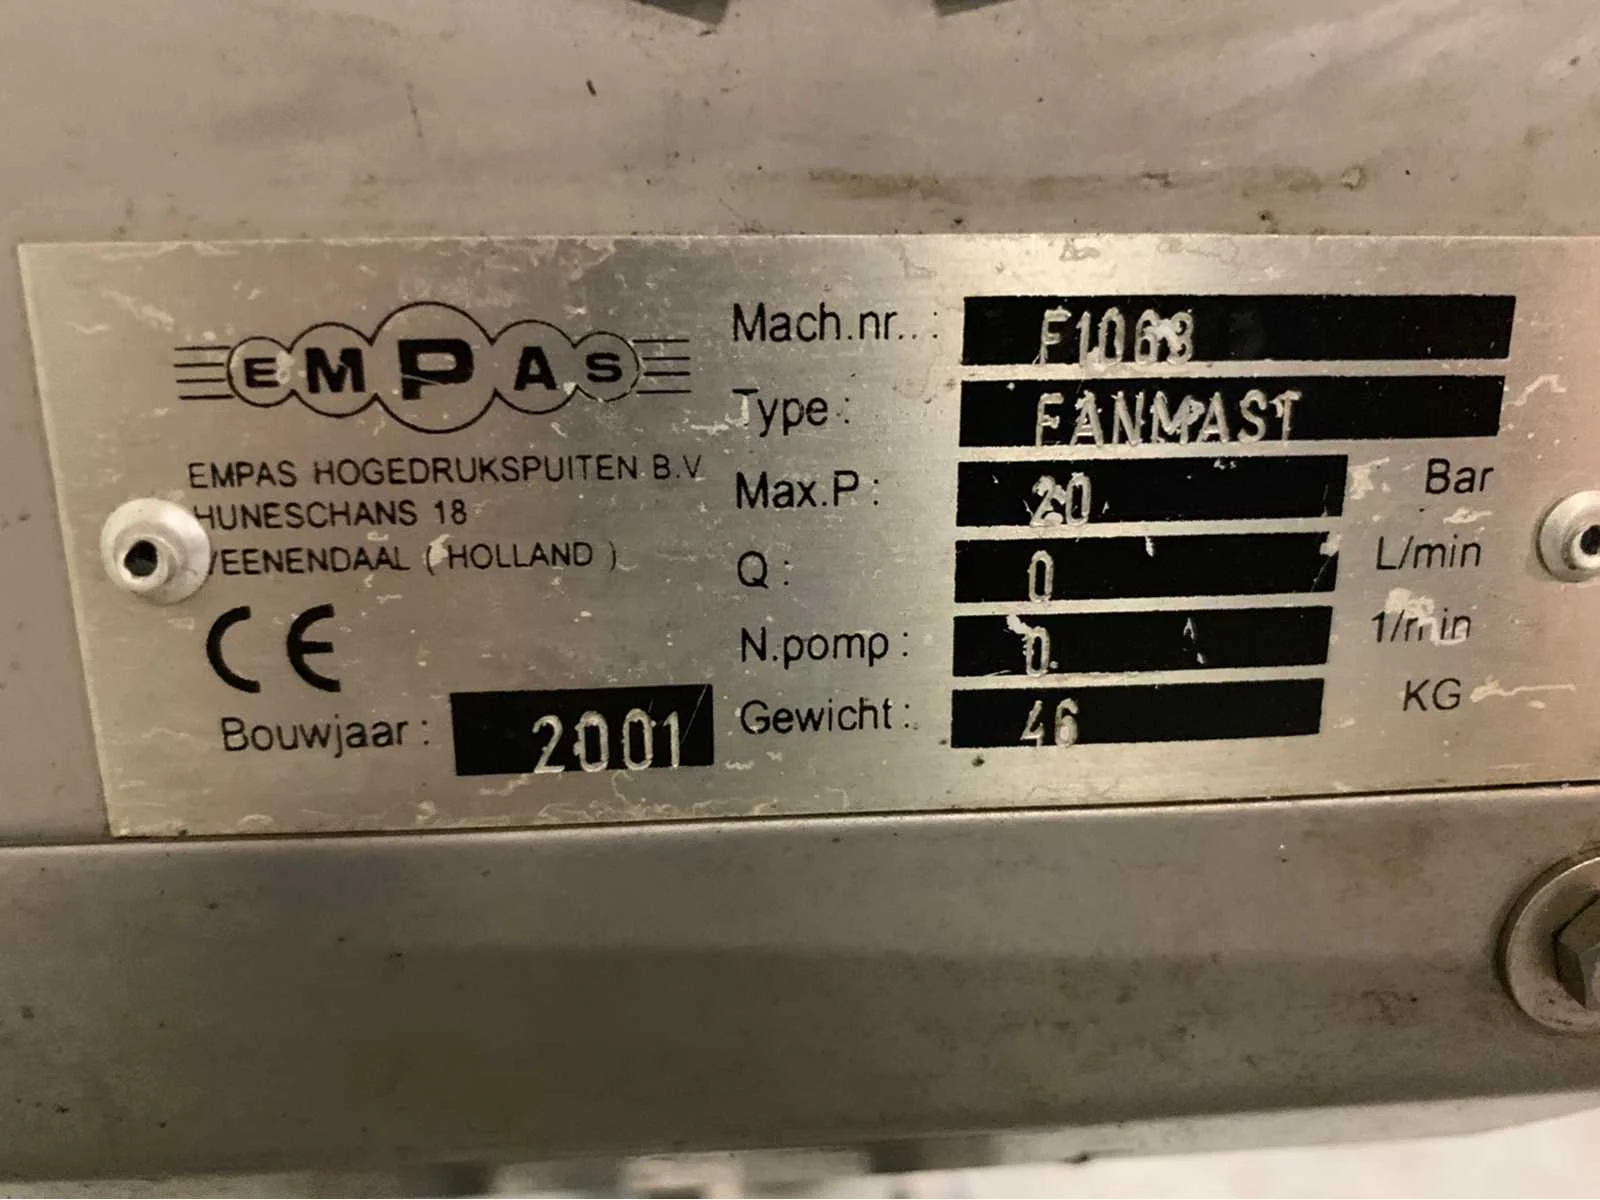 EMPAS
EMPAS HOGEDRUKSPUITEN B.V.
HUNESCHANS 18
VEENENDAAL ( HOLLAND )
CE
Bouwjaar : 2001
Mach.nr..: F1068
Type : FANMAST
Max.P : 20 Bar
Q : 0 L/min
N.pomp : 0 1/min
Gewicht : 46 KG